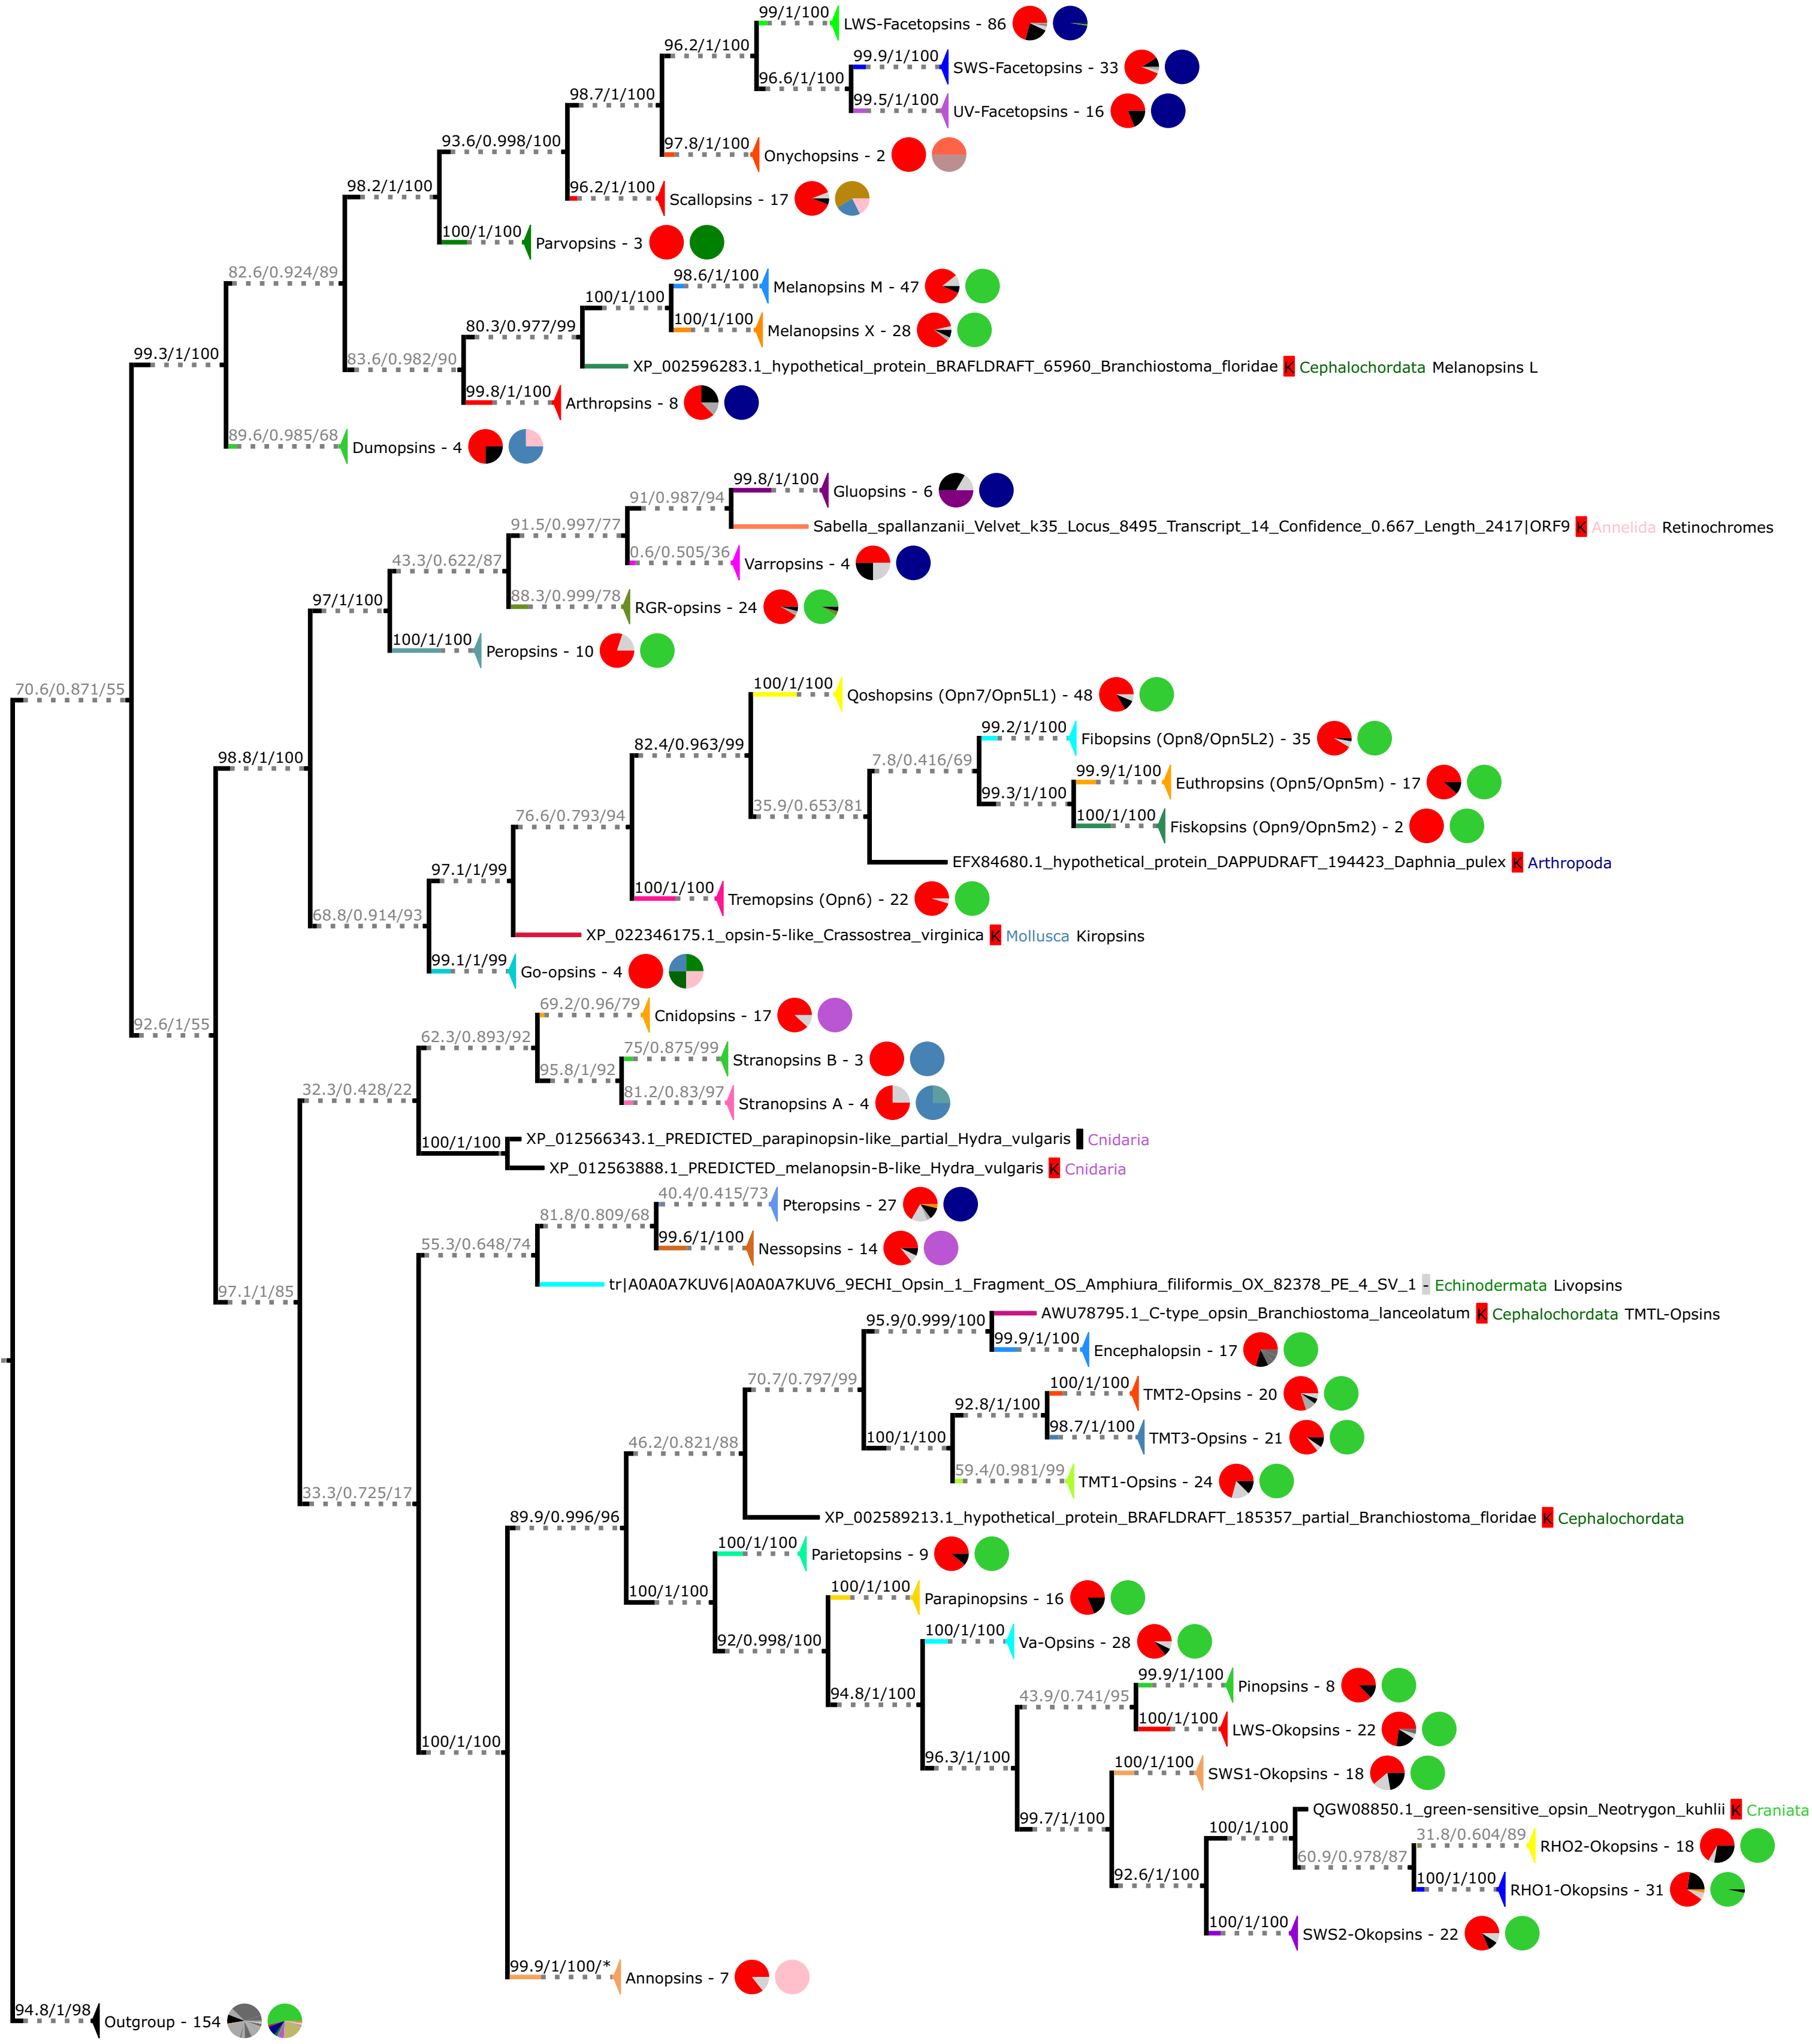 99/1/100
LWS-Facetopsins - 86
96.2/1/100
99.9/1/100
SWS-Facetopsins - 33
96.6/1/100
98.7/1/100
99.5/1/100
UV-Facetopsins - 16
93.6/0.998/100
97.8/1/100
Onychopsins - 2
98.2/1/100
96.2/1/100
Scallopsins - 17
100/1/100
Parvopsins - 3
82.6/0.924/89
98.6/1/100
Melanopsins M - 47
100/1/100
100/1/100
Melanopsins X - 28
80.3/0.977/99
99.3/1/100
83.6/0.982/90
XP_002596283.1_hypothetical_protein_BRAFLDRAFT_65960_Branchiostoma_floridae K Cephalochordata Melanopsins L
99.8/1/100
Arthropsins - 8
89.6/0.985/68
Dumopsins - 4
99.8/1/100
Gluopsins - 6
91/0.987/94
Sabella_spallanzanii_Velvet_k35_Locus_8495_Transcript_14_Confidence_0.667_Length_2417|ORF9 K Annelida Retinochromes
91.5/0.997/77
0.6/0.505/36
Varropsins - 4
43.3/0.622/87
97/1/100
88.3/0.999/78
RGR-opsins - 24
100/1/100
Peropsins - 10
70.6/0.871/55
100/1/100
Qoshopsins (Opn7/Opn5L1) - 48
99.2/1/100
Fibopsins (Opn8/Opn5L2) - 35
82.4/0.963/99
7.8/0.416/69
98.8/1/100
99.9/1/100
Euthropsins (Opn5/Opn5m) - 17
99.3/1/100
35.9/0.653/81
76.6/0.793/94
100/1/100
Fiskopsins (Opn9/Opn5m2) - 2
EFX84680.1_hypothetical_protein_DAPPUDRAFT_194423_Daphnia_pulex K Arthropoda
97.1/1/99
100/1/100
Tremopsins (Opn6) - 22
68.8/0.914/93
XP_022346175.1_opsin-5-like_Crassostrea_virginica K Mollusca Kiropsins
99.1/1/99
Go-opsins - 4
92.6/1/55
69.2/0.96/79
Cnidopsins - 17
62.3/0.893/92
75/0.875/99
Stranopsins B - 3
95.8/1/92
32.3/0.428/22
81.2/0.83/97
Stranopsins A - 4
100/1/100
XP_012566343.1_PREDICTED_parapinopsin-like_partial_Hydra_vulgaris Cnidaria
XP_012563888.1_PREDICTED_melanopsin-B-like_Hydra_vulgaris K Cnidaria
40.4/0.415/73
Pteropsins - 27
81.8/0.809/68
99.6/1/100
Nessopsins - 14
55.3/0.648/74
97.1/1/85
tr|A0A0A7KUV6|A0A0A7KUV6_9ECHI_Opsin_1_Fragment_OS_Amphiura_filiformis_OX_82378_PE_4_SV_1 - Echinodermata Livopsins
AWU78795.1_C-type_opsin_Branchiostoma_lanceolatum K Cephalochordata TMTL-Opsins
95.9/0.999/100
99.9/1/100
Encephalopsin - 17
70.7/0.797/99
100/1/100
TMT2-Opsins - 20
92.8/1/100
98.7/1/100
TMT3-Opsins - 21
100/1/100
46.2/0.821/88
59.4/0.981/99
TMT1-Opsins - 24
33.3/0.725/17
XP_002589213.1_hypothetical_protein_BRAFLDRAFT_185357_partial_Branchiostoma_floridae K Cephalochordata
89.9/0.996/96
100/1/100
Parietopsins - 9
100/1/100
100/1/100
Parapinopsins - 16
92/0.998/100
100/1/100
Va-Opsins - 28
94.8/1/100
99.9/1/100
Pinopsins - 8
43.9/0.741/95
100/1/100
LWS-Okopsins - 22
100/1/100
96.3/1/100
100/1/100
SWS1-Okopsins - 18
99.7/1/100
QGW08850.1_green-sensitive_opsin_Neotrygon_kuhlii K Craniata
100/1/100
31.8/0.604/89
RHO2-Okopsins - 18
60.9/0.978/87
92.6/1/100
100/1/100
RHO1-Okopsins - 31
100/1/100
SWS2-Okopsins - 22
99.9/1/100/*
Annopsins - 7
94.8/1/98
Outgroup - 154